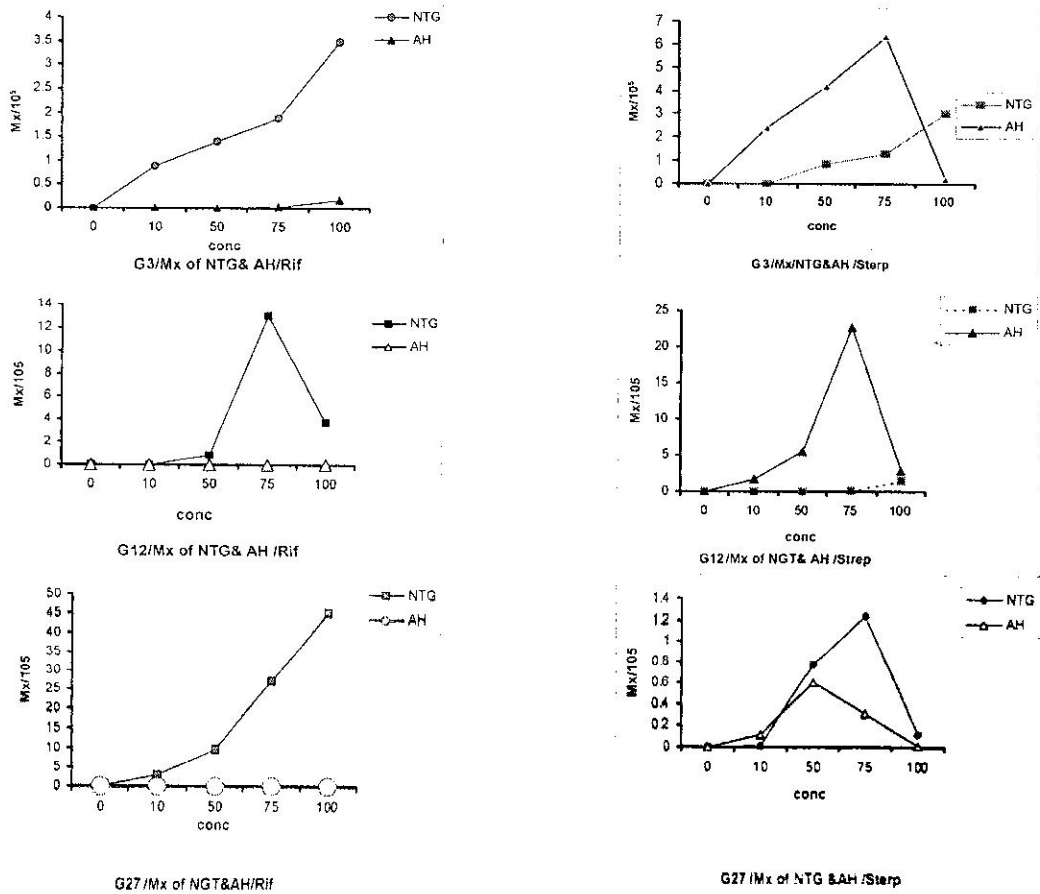 4
3.5
3
2.5
2
1.5
1
0.5
0
Mx/10⁵
NTG
AH
0 10 50 75 100
conc
G3/Mx of NTG& AH/Rif
7
6
5
4
3
2
1
0
Mx/10⁵
NTG
AH
0 10 50 75 100
conc
G3/Mx/NTG&AH /Sterp
14
12
10
8
6
4
2
0
Mx/105
NTG
AH
0 10 50 75 100
conc
G12/Mx of NTG& AH /Rif
25
20
15
10
5
0
Mx/105
NTG
AH
0 10 50 75 100
conc
G12/Mx of NGT& AH /Strep
50
45
40
35
30
25
20
15
10
5
0
Mx/105
NTG
AH
0 10 50 75 100
conc
G27/Mx of NGT&AH/Rif
1.4
1.2
1
0.8
0.6
0.4
0.2
0
Mx/105
NTG
AH
0 10 50 75 100
conc
G27/Mx of NTG &AH /Sterp